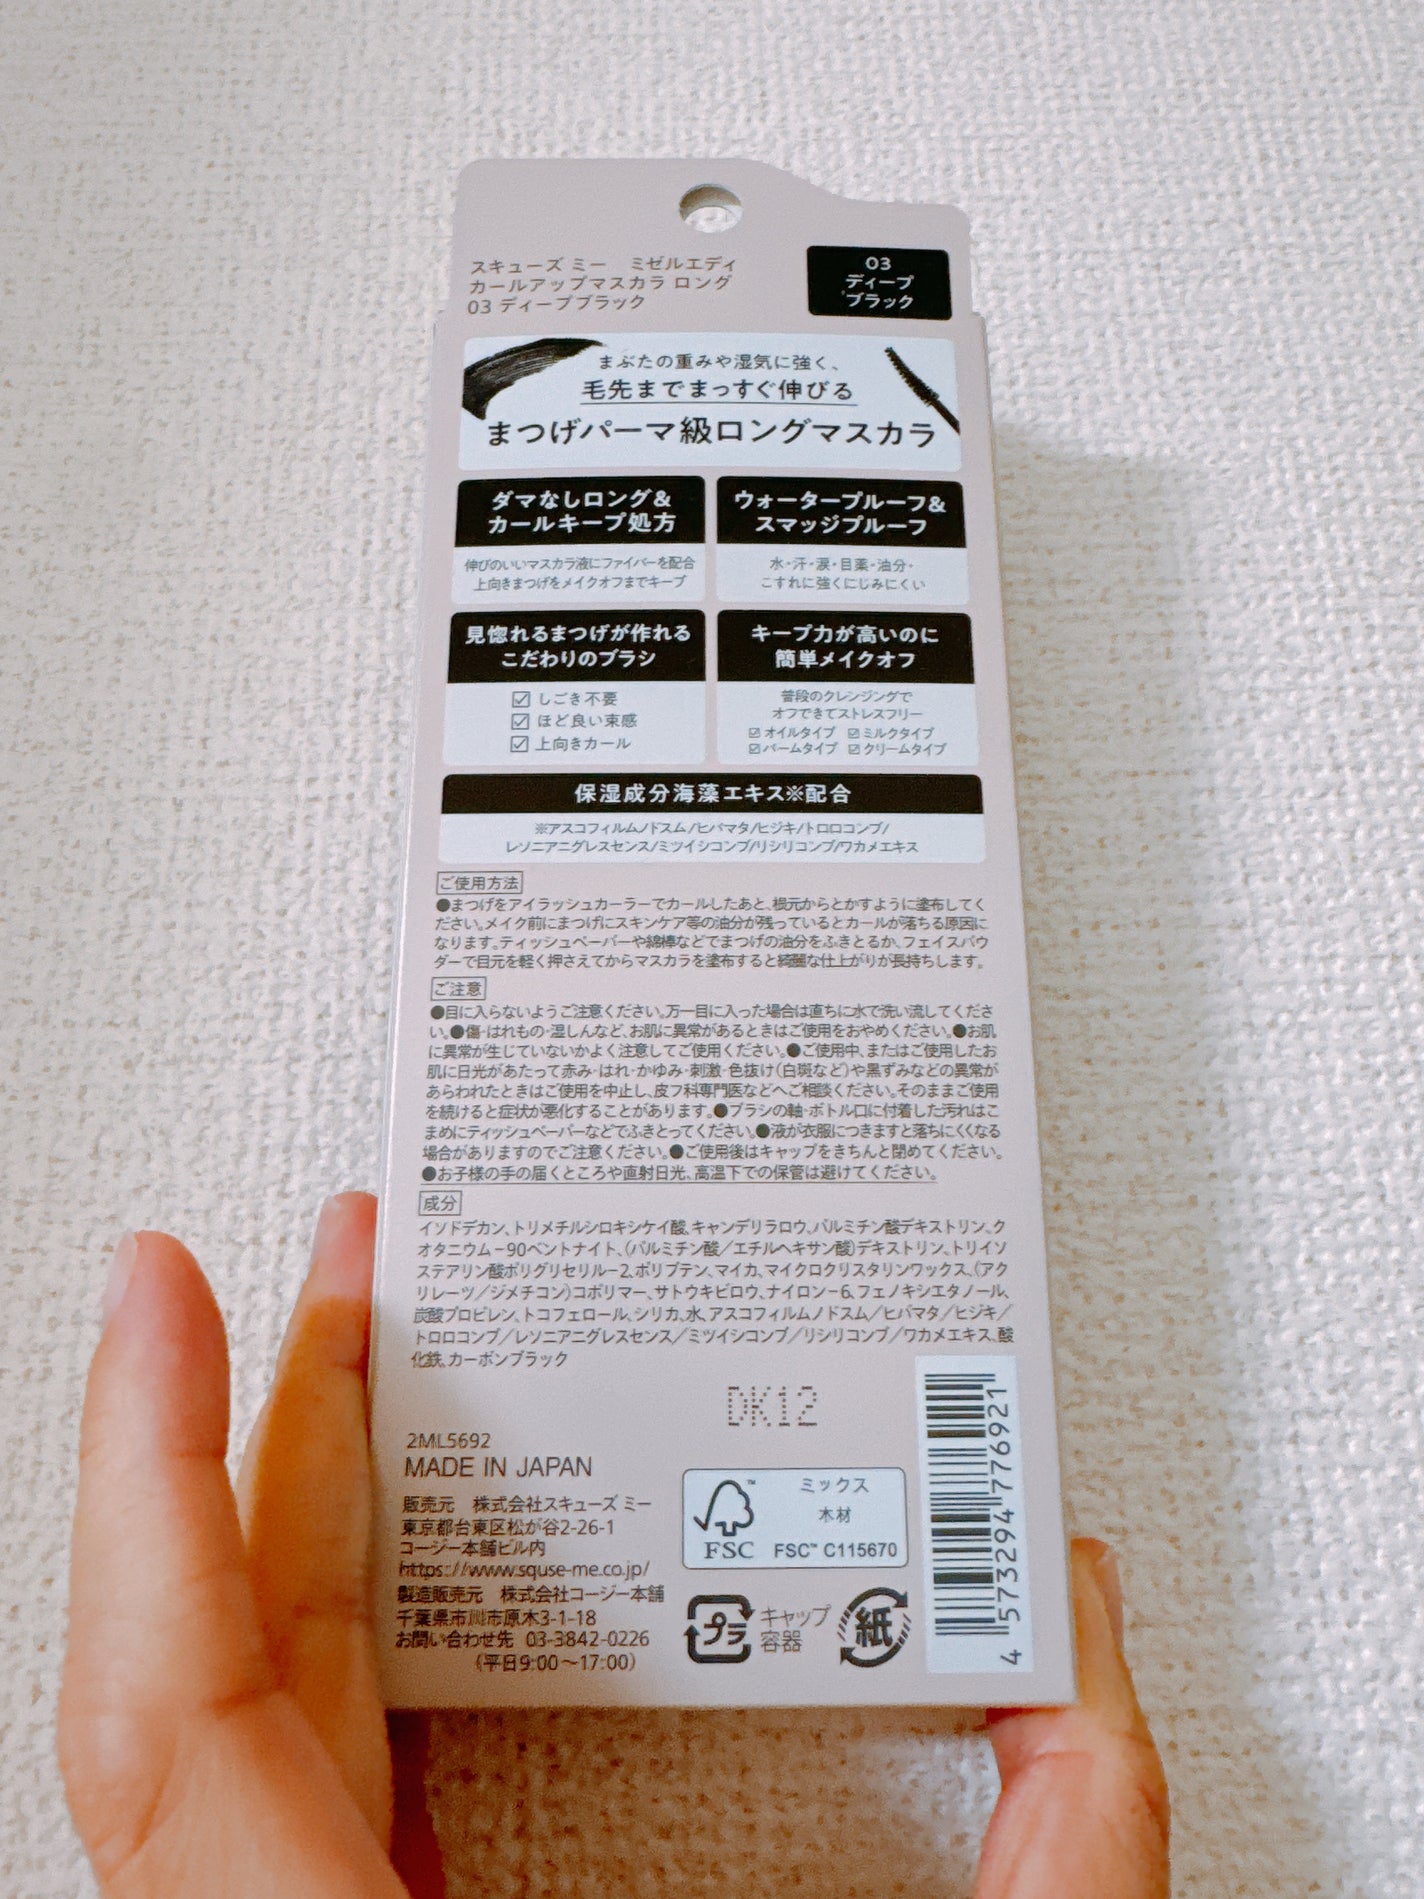 スキューズ ミー　ミゼルエディ
カールアップマスカラ ロング
03 ディープブラック
03
ディープ
ブラック
まぶたの重みや湿気に強く、
毛先までまっすぐ伸びる
まつげパーマ級ロングマスカラ
ダマなしロング&
カールキープ処方
伸びのいいマスカラ液にファイバーを配合
上向きまつげをメイクオフまでキープ
ウォータープルーフ&
スマッジプルーフ
水・汗・涙・目薬・油分・
こすれに強くにじみにくい
見惚れるまつげが作れる
こだわりのブラシ
☑ しごき不要
☑ ほど良い束感
☑ 上向きカール
キープ力が高いのに
簡単メイクオフ
普段のクレンジングで
オフできてストレスフリー
☑オイルタイプ ☑ミルクタイプ
☑バームタイプ ☑クリームタイプ
保湿成分海藻エキス※配合
※アスコフィルムノドスム/ヒバマタ/ヒジキ/トロロコンブ/
レソニアニグレスセンス/ミツイシコンブ/リシリコンブ/ワカメエキス
ご使用方法
●まつげをアイラッシュカーラーでカールしたあと、根元からとかすように塗布してく
ださい。メイク前にまつげにスキンケア等の油分が残っているとカールが落ちる原因に
なります。ティッシュペーパーや綿棒などでまつげの油分をふきとるか、フェイスパウ
ダーで目元を軽く押さえてからマスカラを塗布すると綺麗な仕上がりが長持ちします。
ご注意
●目に入らないようご注意ください。万一目に入った場合は直ちに水で洗い流してくださ
い。●傷・はれもの・湿しんなど、お肌に異常があるときはご使用をおやめください。●お肌
に異常が生じていないかよく注意してご使用ください。●ご使用中、またはご使用したお
肌に日光があたって赤み・はれ・かゆみ・刺激・色抜け(白斑など)や黒ずみなどの異常が
あらわれたときはご使用を中止し、皮フ科専門医などへご相談ください。そのままご使用
を続けると症状が悪化することがあります。●ブラシの軸・ボトル口に付着した汚れはこ
まめにティッシュペーパーなどでふきとってください。●液が衣服につきますと落ちにくくなる
場合がありますのでご注意ください。●ご使用後はキャップをきちんと閉めてください。
●お子様の手の届くところや直射日光、高温下での保管は避けてください。
成分
イソドデカン、トリメチルシロキシケイ酸、キャンデリラロウ、パルミチン酸デキストリン、ク
オタニウム-90ベントナイト、(パルミチン酸/エチルヘキサン酸)デキストリン、トリイソ
ステアリン酸ポリグリセリル-2、ポリブテン、マイカ、マイクロクリスタリンワックス、(アク
リレーツ/ジメチコン)コポリマー、サトウキビロウ、ナイロン-6、フェノキシエタノール、
炭酸プロピレン、トコフェロール、シリカ、水、アスコフィルムノドスム/ヒバマタ/ヒジキ/
トロロコンブ/レソニアニグレスセンス/ミツイシコンブ/リシリコンブ/ワカメエキス、酸
化鉄、カーボンブラック
DK12
2ML5692
MADE IN JAPAN
販売元　株式会社スキューズ ミー
東京都台東区松が谷2-26-1
コージー本舗ビル内
https://www.squse-me.co.jp/
製造販売元　株式会社コージー本舗
千葉県市川市原木3-1-18
お問い合わせ先 03-3842-0226
(平日9:00～17:00)
FSC™
ミックス
木材
FSC™ C115670
プラ
キャップ
容器
紙
4 573294 776921